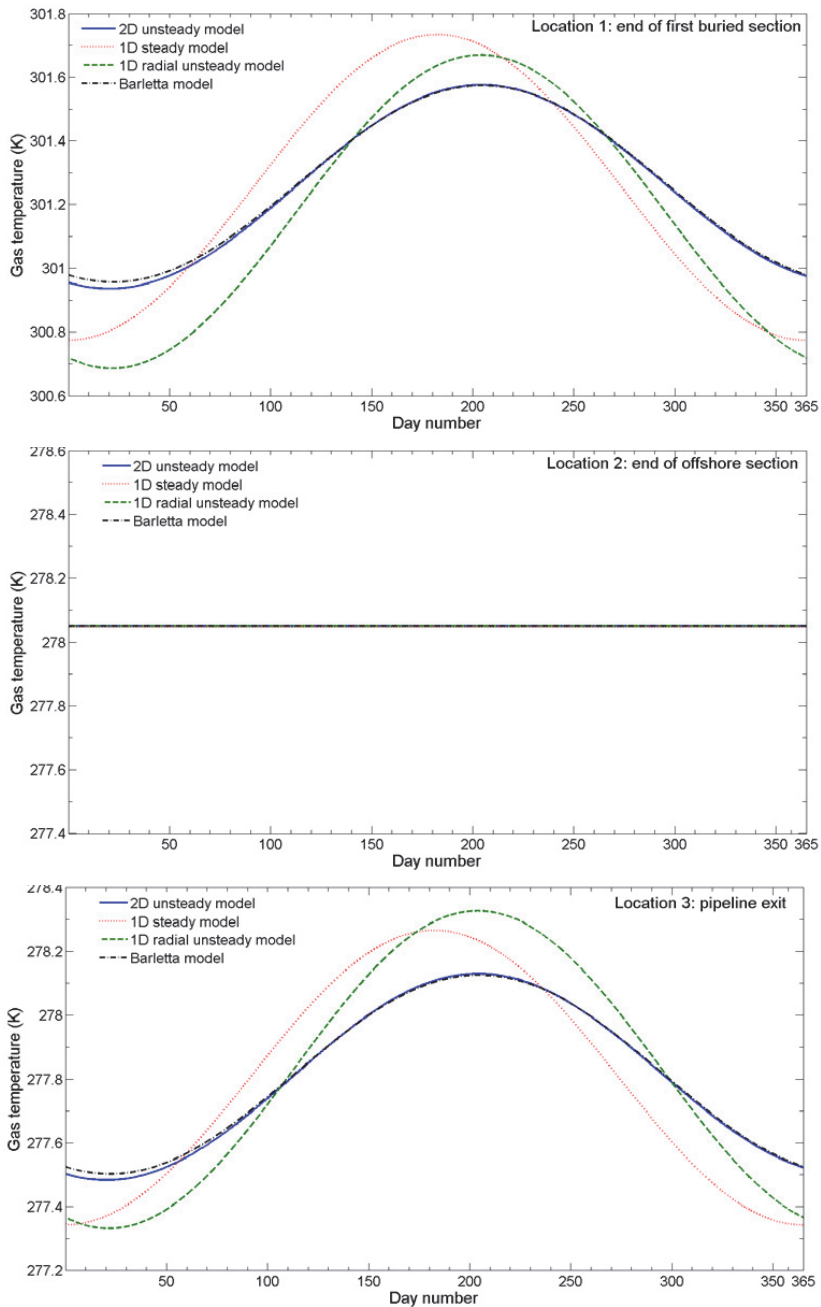 Location 1: end of first buried section
2D unsteady model
1D steady model
1D radial unsteady model
Barletta model
Gas temperature (K)
301.8
301.6
301.4
301.2
301
300.8
300.6
50 100 150 200 250 300 350 365
Day number
Location 2: end of offshore section
2D unsteady model
1D steady model
1D radial unsteady model
Barletta model
Gas temperature (K)
278.6
278.4
278.2
278
277.8
277.6
277.4
50 100 150 200 250 300 350 365
Day number
Location 3: pipeline exit
2D unsteady model
1D steady model
1D radial unsteady model
Barletta model
Gas temperature (K)
278.4
278.2
278
277.8
277.6
277.4
277.2
50 100 150 200 250 300 350 365
Day number